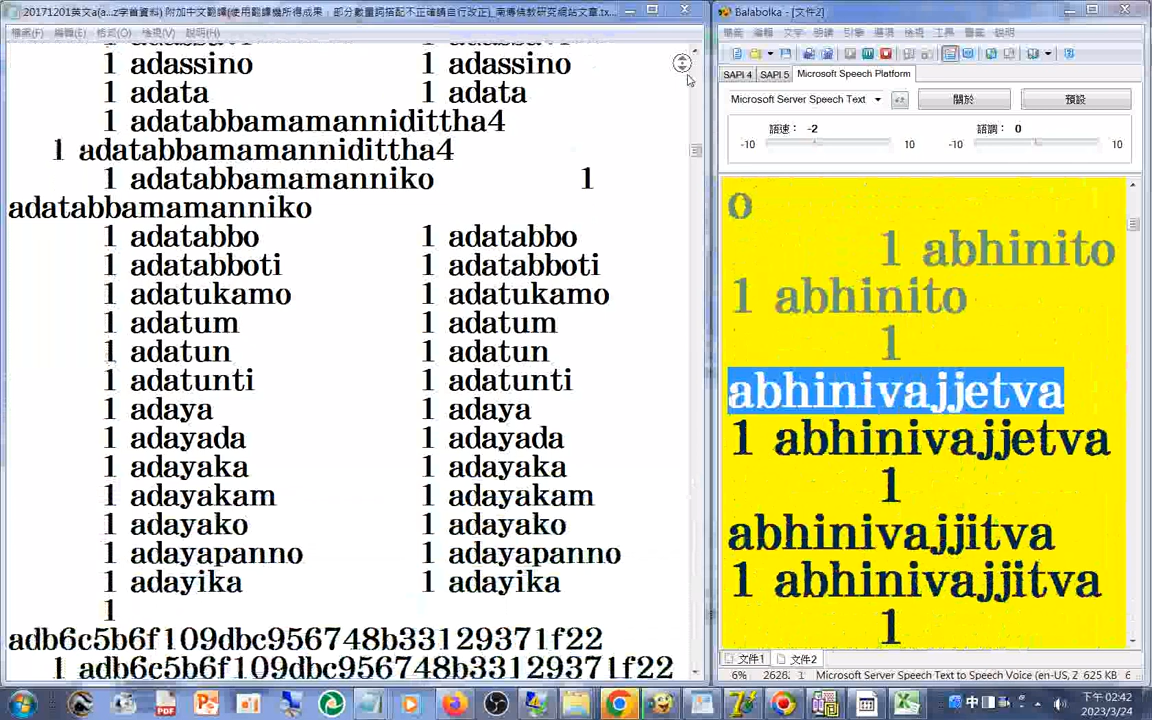 20171201英文a(a...z字首資料) 附加中文翻譯(使用翻譯機所得成果，部分數量詞搭配不正確請自行改正)_南傳佛教研究網站文章.tx...
檔案(F) 編輯(E) 格式(O) 檢視(V) 說明(H)
1 adassino 1 adassino
1 adata 1 adata
1 adatabbamamannidittha4
1 adatabbamamannidittha4
1 adatabbamamanniko 1
adatabbamamanniko
1 adatabbo 1 adatabbo
1 adatabboti 1 adatabboti
1 adatukamo 1 adatukamo
1 adatum 1 adatum
1 adatun 1 adatun
1 adatunti 1 adatunti
1 adaya 1 adaya
1 adayada 1 adayada
1 adayaka 1 adayaka
1 adayakam 1 adayakam
1 adayako 1 adayako
1 adayapanno 1 adayapanno
1 adayika 1 adayika
1
adb6c5b6f109dbc956748b33129371f22
1 adb6c5b6f109dbc956748b33129371f22
Balabolka - [文件2]
SAPI 4 SAPI 5 Microsoft Speech Platform
Microsoft Server Speech Text 關於 預設
語速： -2 語調： 0
-10 10 -10 10
o
1 abhinito
1 abhinito
1
abhinivajjetva
1 abhinivajjetva
1
abhinivajjitva
1 abhinivajjitva
1
文件1 文件2
6% 2628, 1 Microsoft Server Speech Text to Speech Voice (en-US, Z 625 KB 6
中
下午 02:42
2023/3/24